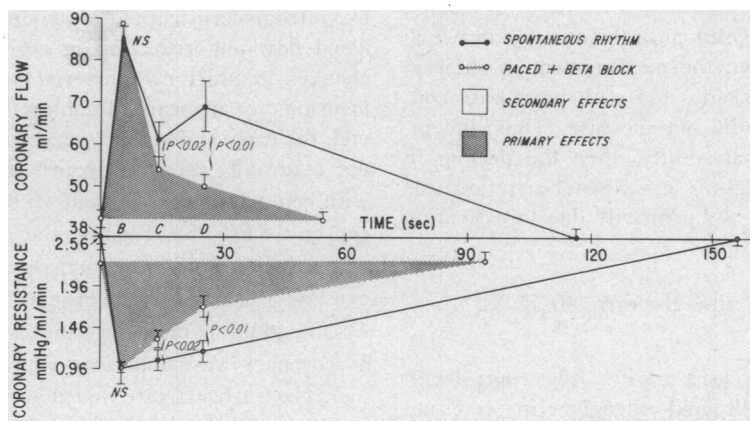 CORONARY FLOW
ml/min
90
80
70
60
50
40
38
NS
P<0.02
P<0.01
SPONTANEOUS RHYTHM
PACED + BETA BLOCK
SECONDARY EFFECTS
PRIMARY EFFECTS
B
C
D
TIME (sec)
30
60
90
120
150
CORONARY RESISTANCE
mmHg/ml/min
2.56
1.96
1.46
0.96
NS
P<0.02
P<0.01